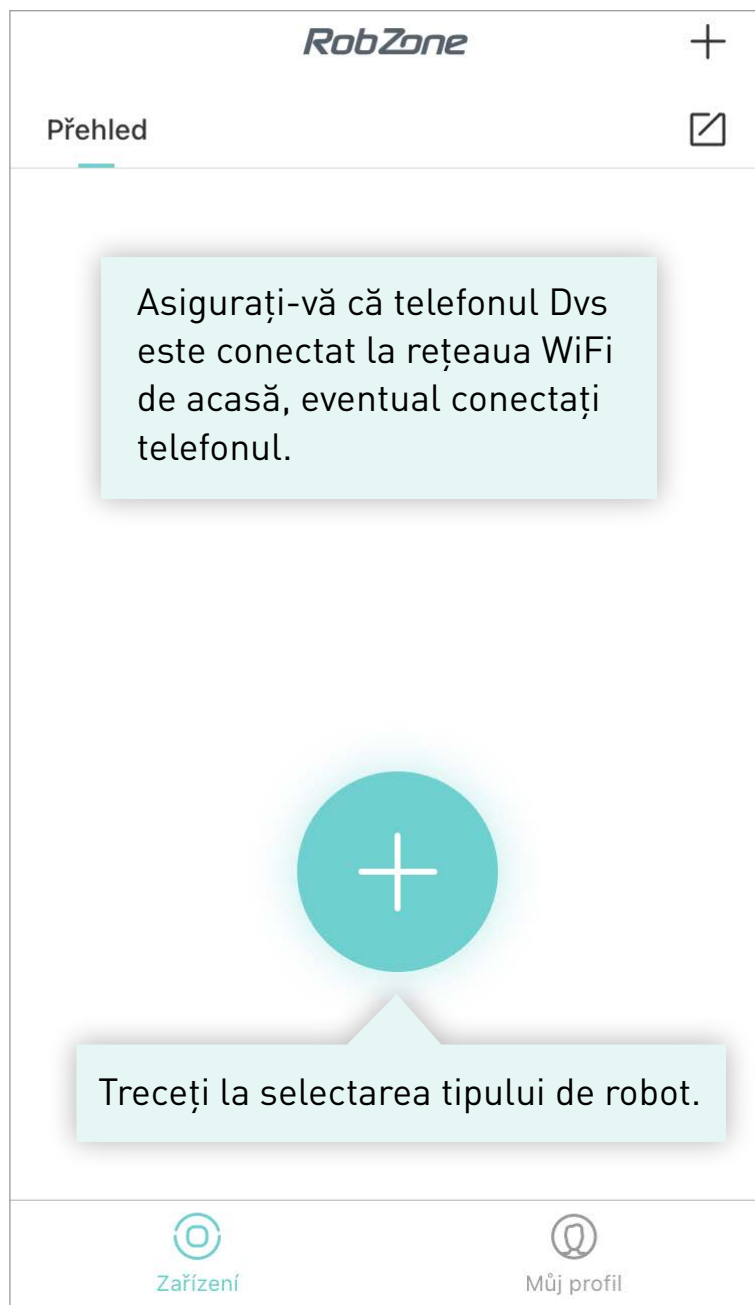 RobZone
Přehled
Asigurați-vă că telefonul Dvs
este conectat la rețeaua WiFi
de acasă, eventual conectați
telefonul.
Treceți la selectarea tipului de robot.
Zařízení
Můj profil